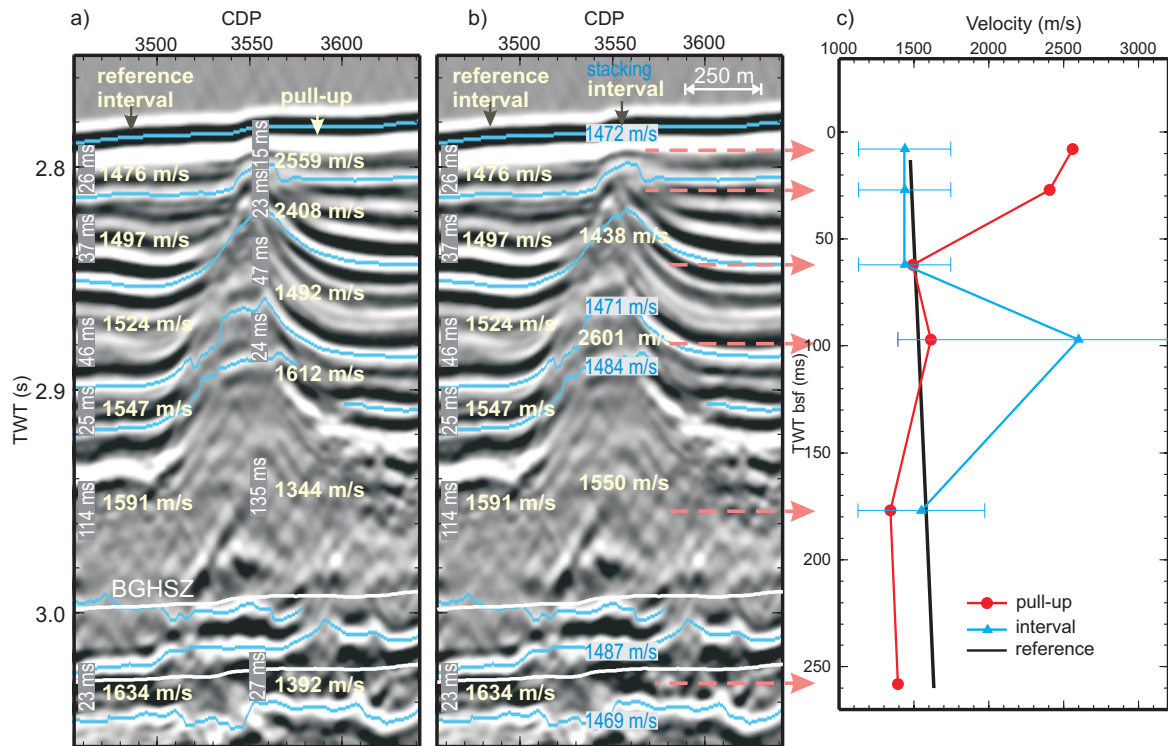 a)
CDP
3500 3550 3600
reference
interval
pull-up
15 ms
26 ms
1476 m/s
2559 m/s
2.8
23 ms
2408 m/s
37 ms
1497 m/s
47 ms
1492 m/s
1524 m/s
46 ms
24 ms
1612 m/s
2.9
TWT (s)
25 ms
1547 m/s
135 ms
1344 m/s
114 ms
1591 m/s
BGHSZ
3.0
23 ms
1634 m/s
27 ms
1392 m/s
b)
CDP
3500 3550 3600
reference
interval
stacking
interval
250 m
1472 m/s
26 ms
1476 m/s
37 ms
1497 m/s
1438 m/s
1471 m/s
46 ms
1524 m/s
2601 m/s
1484 m/s
25 ms
1547 m/s
1550 m/s
114 ms
1591 m/s
1487 m/s
23 ms
1634 m/s
1469 m/s
c)
Velocity (m/s)
1000 1500 2000 2500 3000
0
50
100
TWT bsf (ms)
150
200
250
pull-up
interval
reference